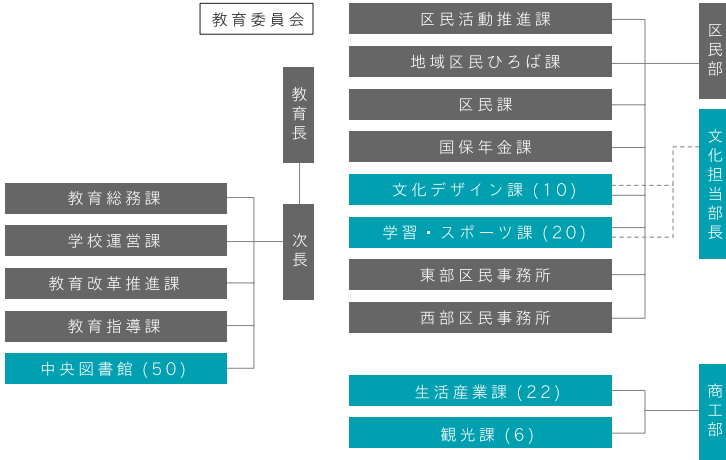 教育委員会
教育長
次長
教育総務課
学校運営課
教育改革推進課
教育指導課
中央図書館 (50)
区民活動推進課
地域区民ひろば課
区民課
国保年金課
文化デザイン課 (10)
学習・スポーツ課 (20)
東部区民事務所
西部区民事務所
区民部
文化担当部長
生活産業課 (22)
観光課 (6)
商工部